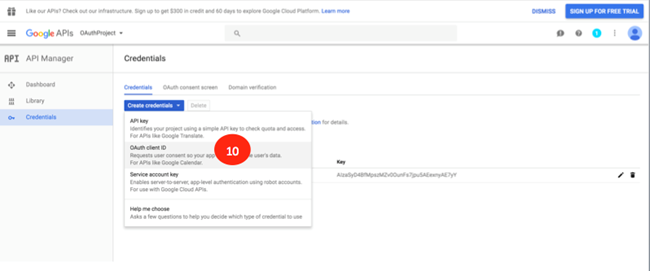 Like our APIs? Check out our infrastructure. Sign up to get $300 in credit and 60 days to explore Google Cloud Platform. Learn more
DISMISS
SIGN UP FOR FREE TRIAL
Google APIs
OAuthProject
1
API
API Manager
Credentials
Dashboard
Library
Credentials
Credentials
OAuth consent screen
Domain verification
Create credentials
Delete
API key
Identifies your project using a simple API key to check quota and access.
For APIs like Google Translate.
for details.
OAuth client ID
Requests user consent so your app
user's data.
For APIs like Google Calendar.
10
Service account key
Enables server-to-server, app-level authentication using robot accounts.
For use with Google Cloud APIs.
Help me choose
Asks a few questions to help you decide which type of credential to use
Key